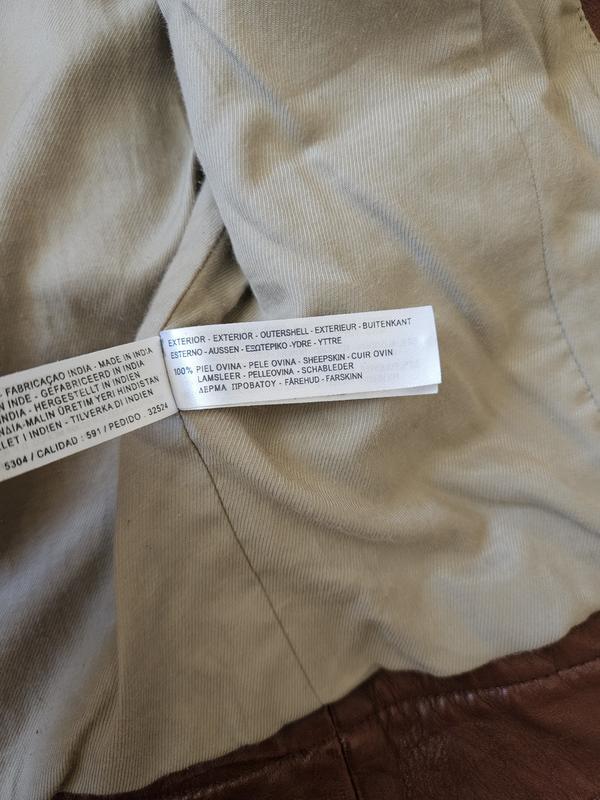 EXTERIOR - EXTERIOR - OUTERSHELL - EXTERIEUR - BUITENKANT
ESTERNO - AUSSEN - ΕΞΩΤΕΡΙΚΟ -YDRE - YTTRE
100% PIEL OVINA - PELE OVINA - SHEEPSKIN - CUIR OVIN
LAMSLEER - PELLEOVINA - SCHABLEDER
ΔΕΡΜΑ ΠΡΟΒΑΤΟΥ - FÅREHUD - FARSKINN
- FABRICAÇAO INDIA - MADE IN INDIA
INDE - GEFABRICEERD IN INDIA
- HERGESTELLT IN INDIEN
-MALIN ÜRETIM YERI HINDISTAN
I INDIEN - TILVERKA DI INDIEN
5304 / CALIDAD : 591 / PEDIDO : 32524